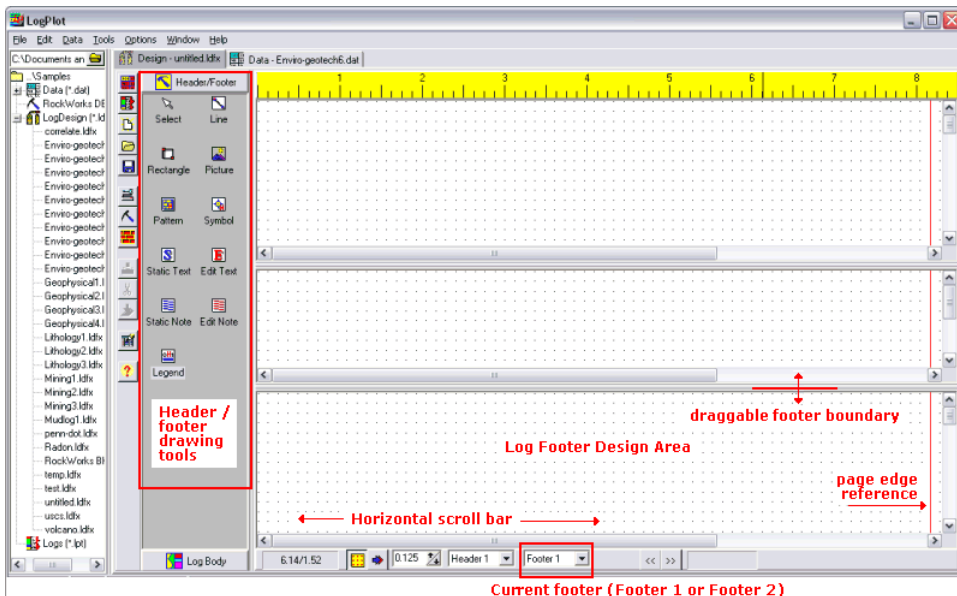 LogPlot
File Edit Data Tools Options Window Help
C:\Documents an
Design - untitled.ldfx
Data - Enviro-geotech6.dat
..\Samples
Data (*.dat)
RockWorks DE
LogDesign (*.ld
correlate.ldfx
Enviro-geotech
Enviro-geotech
Enviro-geotech
Enviro-geotech
Enviro-geotech
Enviro-geotech
Enviro-geotech
Enviro-geotech
Enviro-geotech
Enviro-geotech
Geophysical1.l
Geophysical2.l
Geophysical3.l
Geophysical4.l
Lithology1.ldfx
Lithology2.ldfx
Lithology3.ldfx
Mining1.ldfx
Mining2.ldfx
Mining3.ldfx
Mudlog1.ldfx
penn-dot.ldfx
Radon.ldfx
RockWorks Bl
temp.ldfx
test.ldfx
untitled.ldfx
uscs.ldfx
volcano.ldfx
Logs (*.lpt)
Header/Footer
Select Line
Rectangle Picture
Pattern Symbol
Static Text Edit Text
Static Note Edit Note
Legend
Header /
footer
drawing
tools
Log Body
1 2 3 4 5 6 7 8
draggable footer boundary
Log Footer Design Area
page edge
reference
Horizontal scroll bar
6.14/1.52
0.125
Header 1
Footer 1
<< >>
Current footer (Footer 1 or Footer 2)